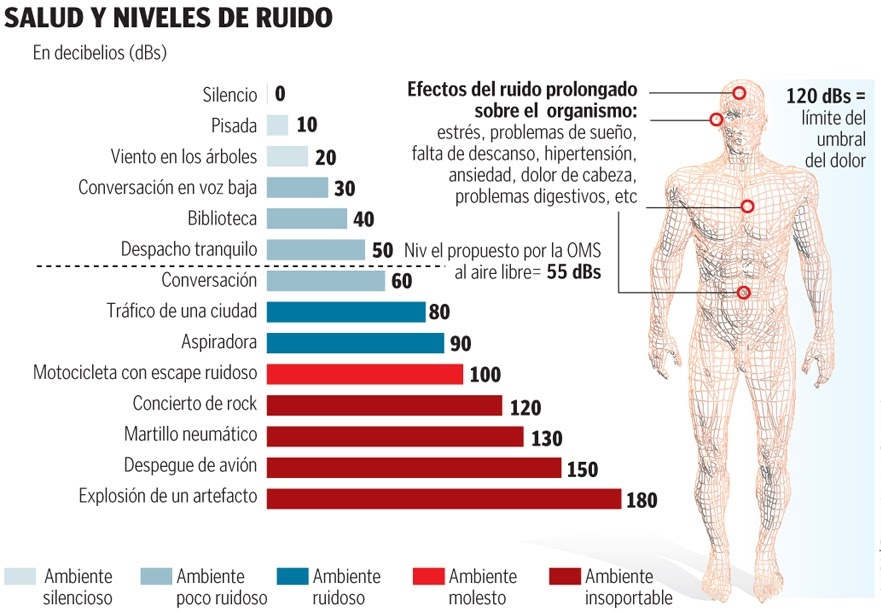 SALUD Y NIVELES DE RUIDO
En decibelios (dBs)
Silencio 0
Pisada 10
Viento en los árboles 20
Conversación en voz baja 30
Biblioteca 40
Despacho tranquilo 50
Conversación 60
Tráfico de una ciudad 80
Aspiradora 90
Motocicleta con escape ruidoso 100
Concierto de rock 120
Martillo neumático 130
Despegue de avión 150
Explosión de un artefacto 180
Efectos del ruido prolongado
sobre el organismo:
estrés, problemas de sueño,
falta de descanso, hipertensión,
ansiedad, dolor de cabeza,
problemas digestivos, etc
Niv el propuesto por la OMS
al aire libre= 55 dBs
120 dBs =
límite del
umbral
del dolor
Ambiente
silencioso
Ambiente
poco ruidoso
Ambiente
ruidoso
Ambiente
molesto
Ambiente
insoportable